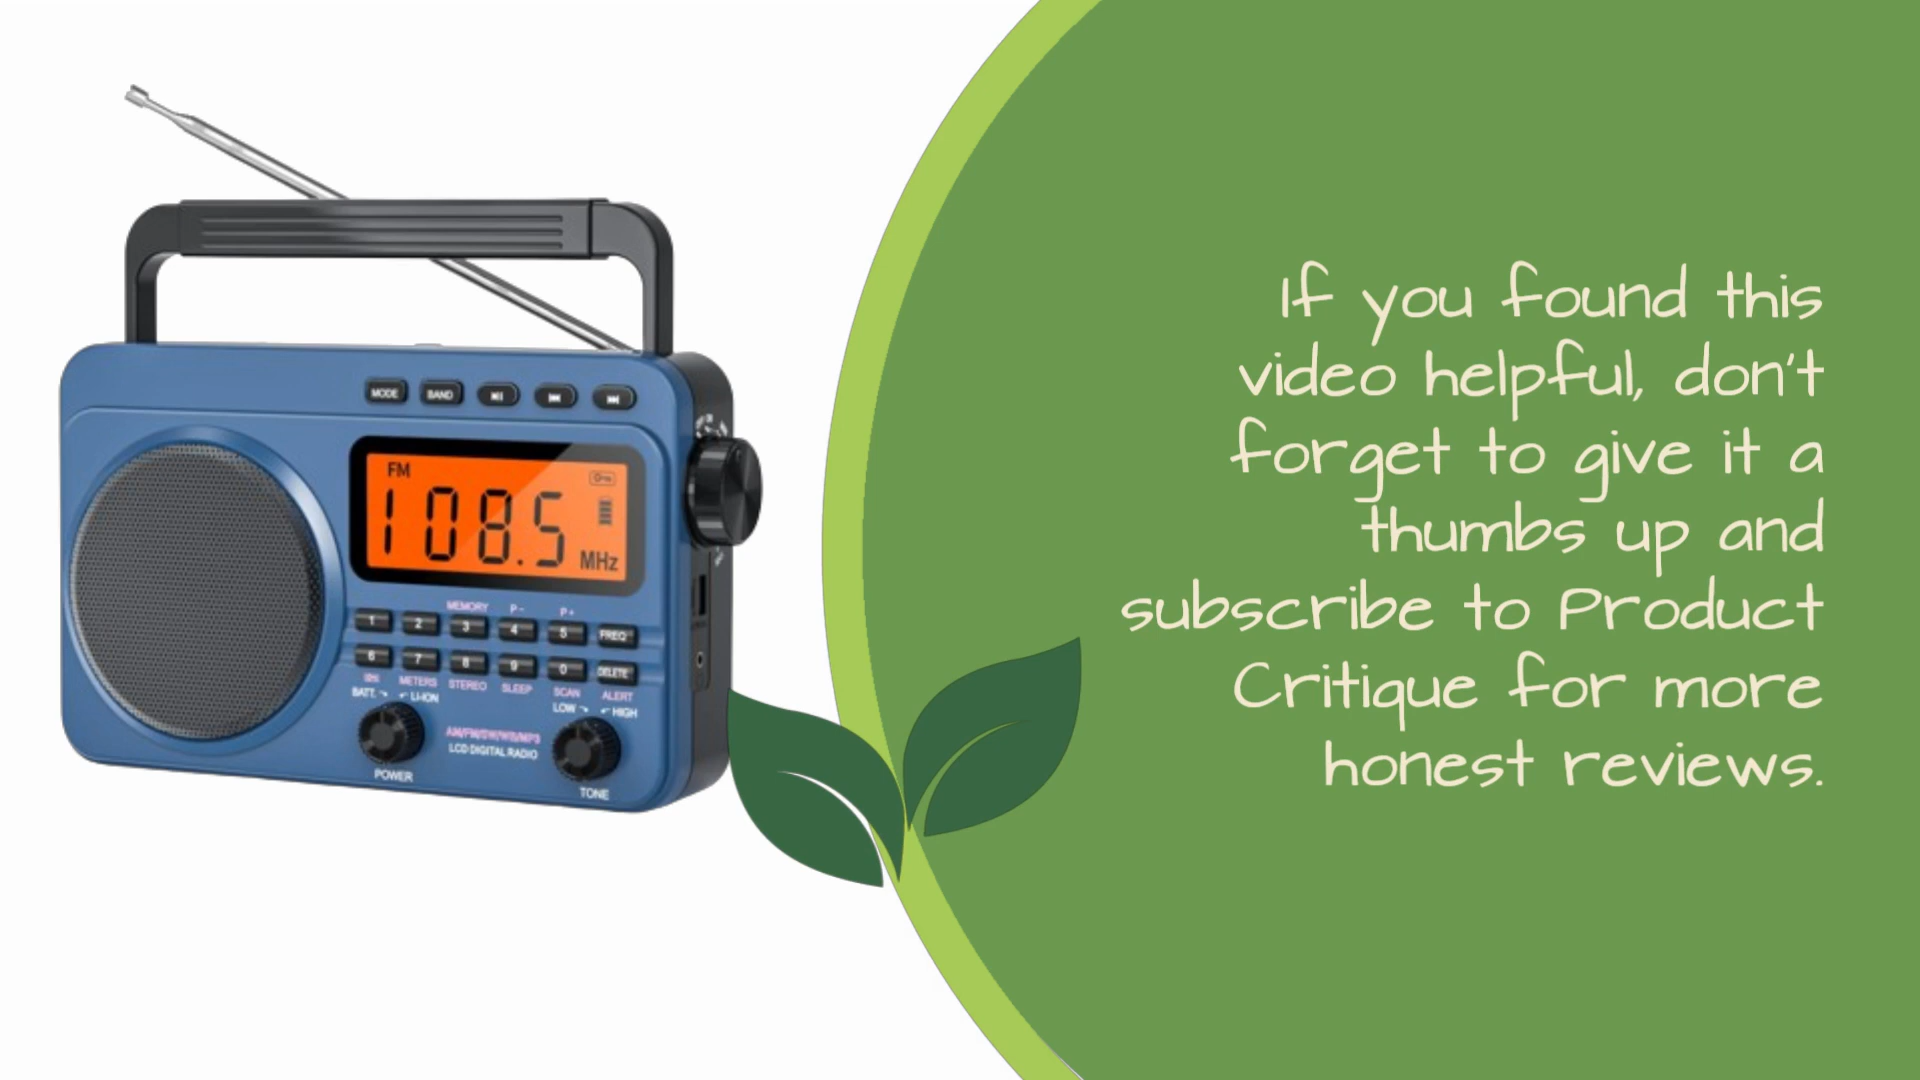 MODE
BAND
FM
108.5
MHz
MEMORY P- P+
1 2 3 4 5 FREQ
6 7 8 9 0 DELETE
METERS STEREO SLEEP SCAN ALERT
BATT. LI-ION
LOW HIGH
AM/FM/SW/WB/MP3
LCD DIGITAL RADIO
POWER
TONE
If you found this
video helpful, don't
forget to give it a
thumbs up and
subscribe to Product
Critique for more
honest reviews.